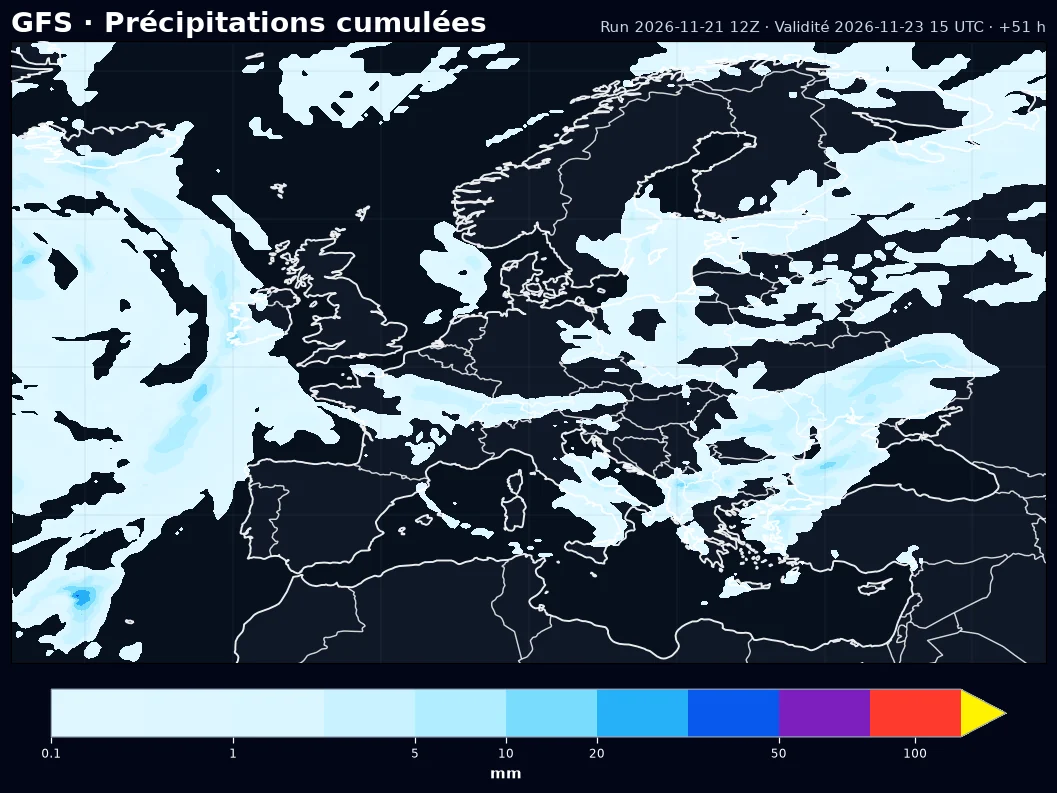 GFS · Précipitations cumulées
Run 2026-11-21 12Z · Validité 2026-11-23 15 UTC · +51 h
0.1 1 5 10 20 50 100
mm